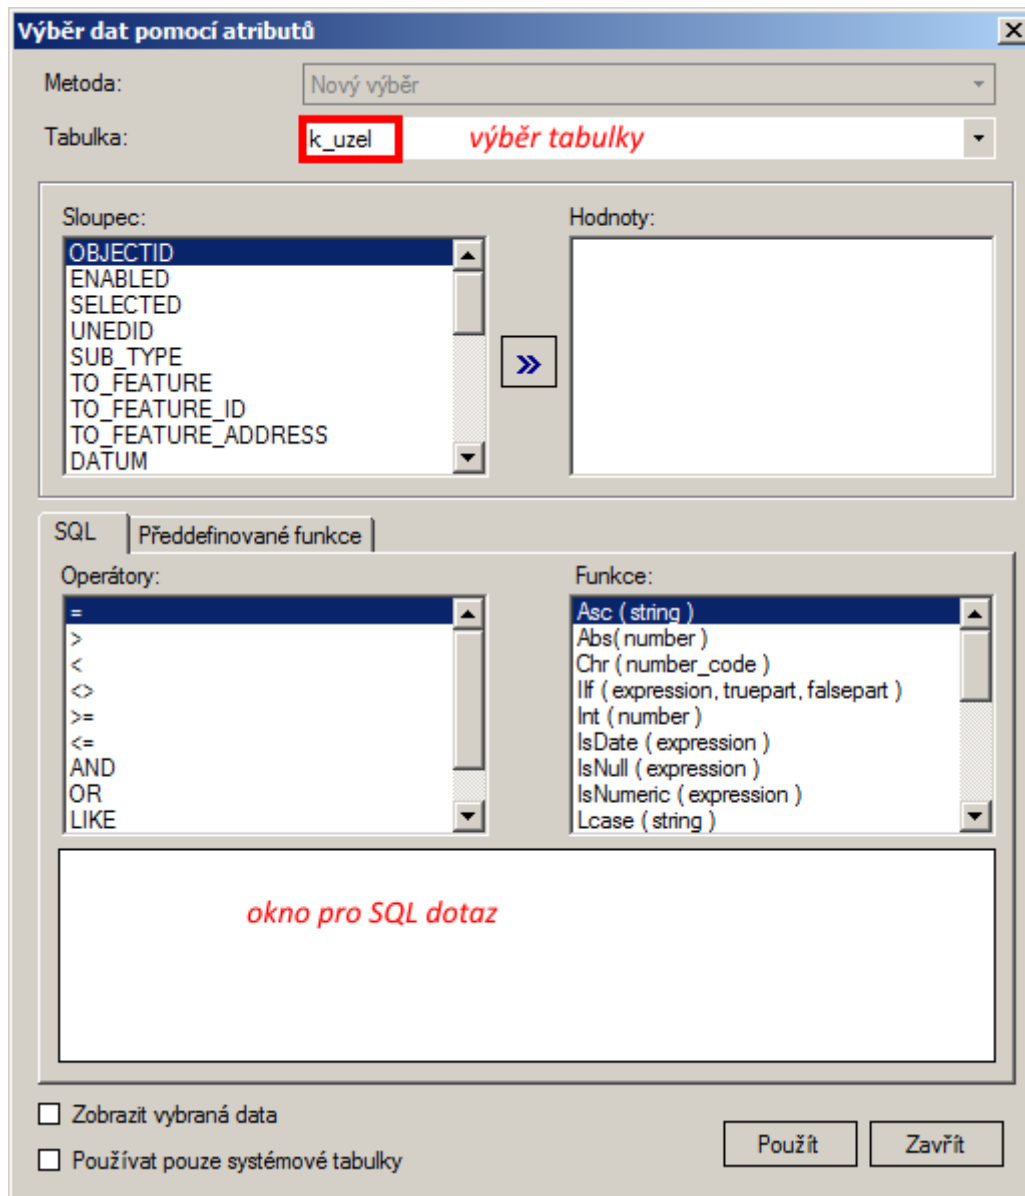 Výběr dat pomocí atributů
Metoda:
Nový výběr
Tabulka:
k_uzel
výběr tabulky
Sloupec:
OBJECTID
ENABLED
SELECTED
UNEDID
SUB_TYPE
TO_FEATURE
TO_FEATURE_ID
TO_FEATURE_ADDRESS
DATUM
»
Hodnoty:
SQL
Předdefinované funkce
Operátory:
=
>
<
<>
>=
<=
AND
OR
LIKE
Funkce:
Asc ( string )
Abs( number )
Chr ( number_code )
IIf ( expression, truepart, falsepart )
Int ( number )
IsDate ( expression )
IsNull ( expression )
IsNumeric ( expression )
Lcase ( string )
okno pro SQL dotaz
Zobrazit vybraná data
Používat pouze systémové tabulky
Použít
Zavřít